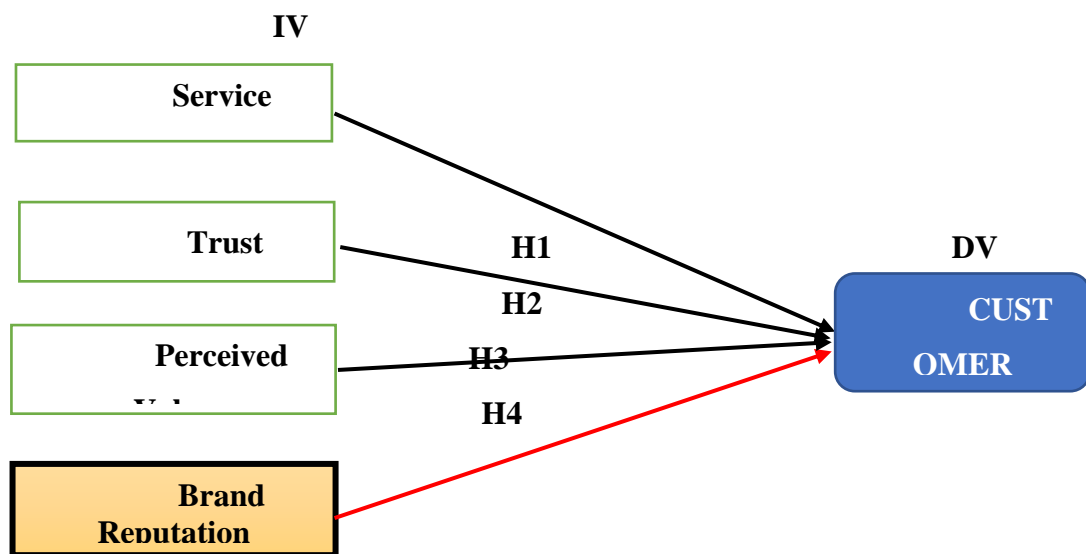 IV
Service
Trust
H1
DV
H2
CUST
OMER
Perceived
H3
H4
Brand
Reputation